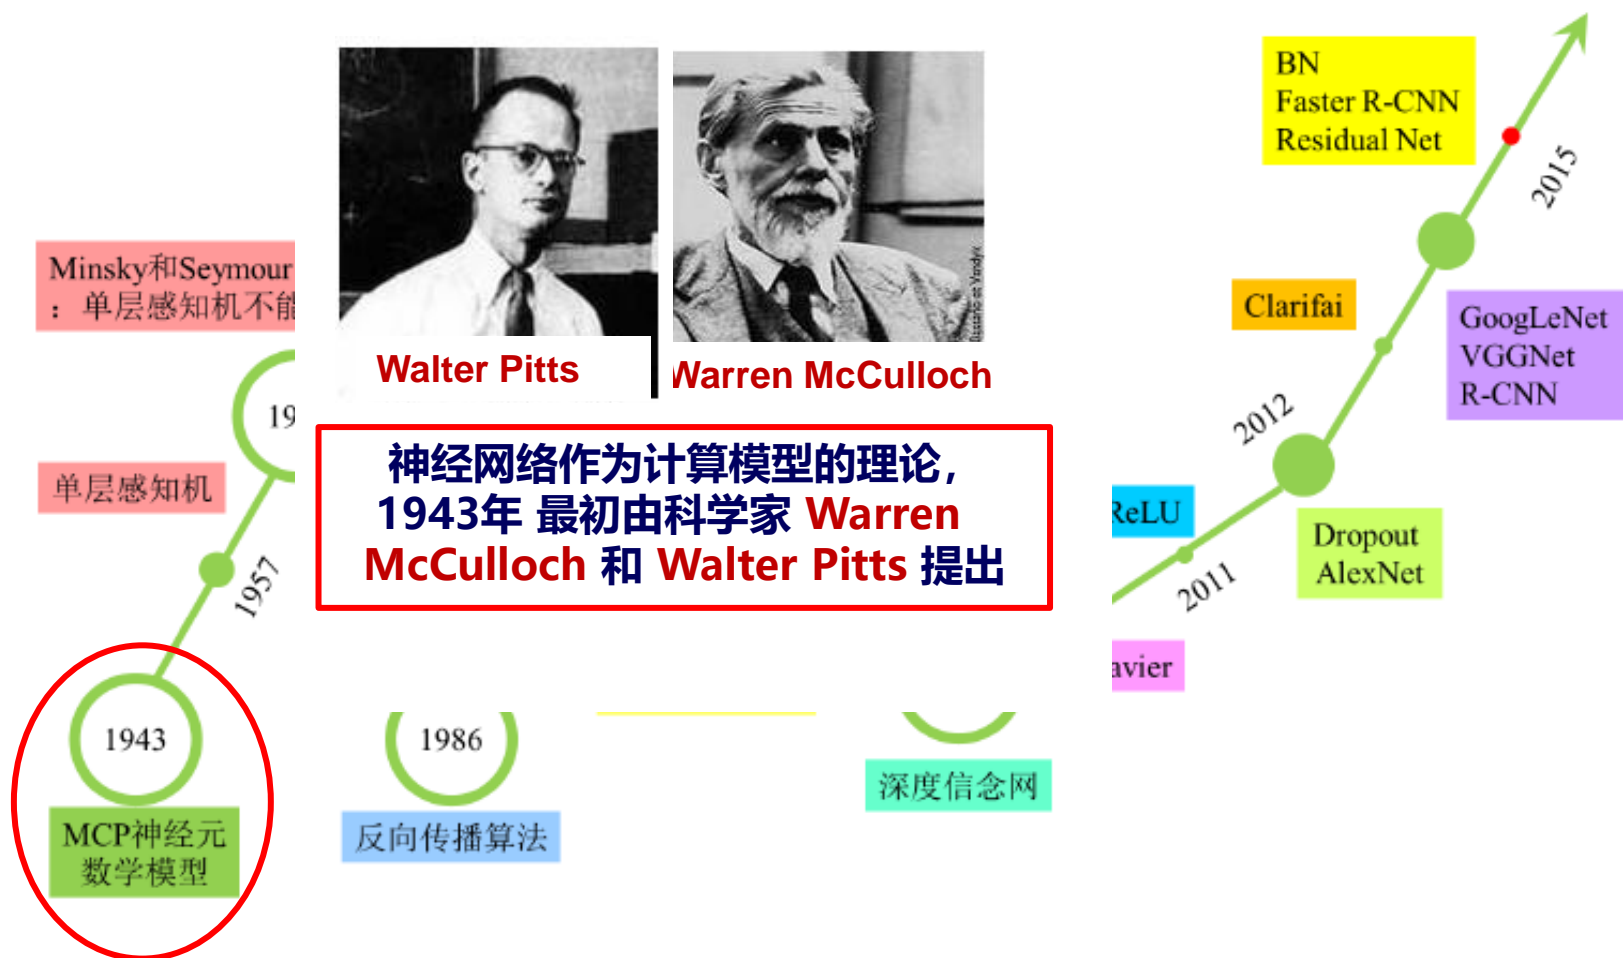 BN
Faster R-CNN
Residual Net
2015
Minsky和Seymour
：单层感知机不能
Clarifai
GoogLeNet
VGGNet
R-CNN
Walter Pitts
Warren McCulloch
19
2012
神经网络作为计算模型的理论，
1943年 最初由科学家 Warren
McCulloch 和 Walter Pitts 提出
单层感知机
ReLU
Dropout
AlexNet
1957
2011
avier
1943
1986
MCP神经元
数学模型
反向传播算法
深度信念网